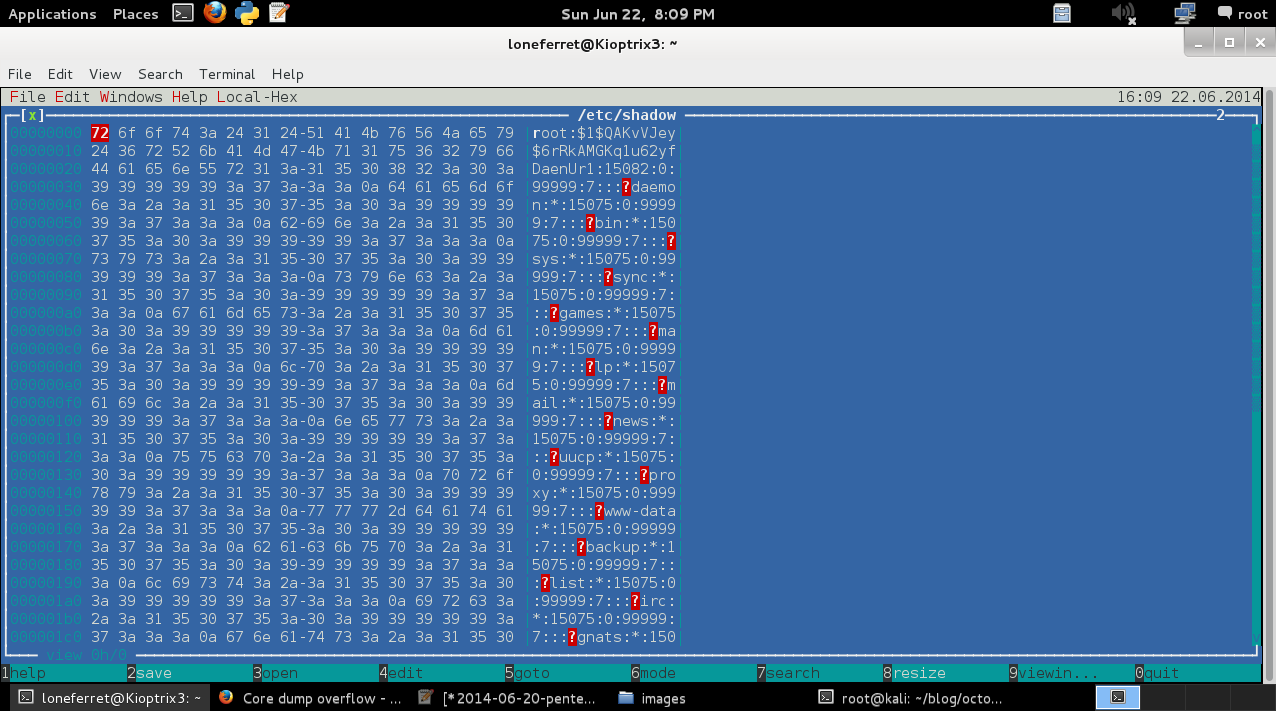 Applications Places Sun Jun 22, 8:09 PM root
loneferret@Kioptrix3: ~
File Edit View Search Terminal Help
File Edit Windows Help Local-Hex 16:09 22.06.2014
[x] /etc/shadow 2
00000000 72 6f 6f 74 3a 24 31 24-51 41 4b 76 56 4a 65 79 root:$1$QAKvVJey
00000010 24 36 72 52 6b 41 4d 47-4b 71 31 75 36 32 79 66 $6rRkAMGKq1u62yf
00000020 44 61 65 6e 55 72 31 3a-31 35 30 38 32 3a 30 3a DaenUr1:15082:0:
00000030 39 39 39 39 39 3a 37 3a-3a 3a 0a 64 61 65 6d 6f 99999:7:::?daemo
00000040 6e 3a 2a 3a 31 35 30 37-35 3a 30 3a 39 39 39 39 n:*:15075:0:9999
00000050 39 3a 37 3a 3a 3a 0a 62-69 6e 3a 2a 3a 31 35 30 9:7:::?bin:*:150
00000060 37 35 3a 30 3a 39 39 39-39 39 3a 37 3a 3a 3a 0a 75:0:99999:7:::?
00000070 73 79 73 3a 2a 3a 31 35-30 37 35 3a 30 3a 39 39 sys:*:15075:0:99
00000080 39 39 39 3a 37 3a 3a 3a-0a 73 79 6e 63 3a 2a 3a 999:7:::?sync:*:
00000090 31 35 30 37 35 3a 30 3a-39 39 39 39 39 3a 37 3a 15075:0:99999:7:
000000a0 3a 3a 0a 67 61 6d 65 73-3a 2a 3a 31 35 30 37 35 ::?games:*:15075
000000b0 3a 30 3a 39 39 39 39 39-3a 37 3a 3a 3a 0a 6d 61 :0:99999:7:::?ma
000000c0 6e 3a 2a 3a 31 35 30 37-35 3a 30 3a 39 39 39 39 n:*:15075:0:9999
000000d0 39 3a 37 3a 3a 3a 0a 6c-70 3a 2a 3a 31 35 30 37 9:7:::?lp:*:1507
000000e0 35 3a 30 3a 39 39 39 39-39 3a 37 3a 3a 3a 0a 6d 5:0:99999:7:::?m
000000f0 61 69 6c 3a 2a 3a 31 35-30 37 35 3a 30 3a 39 39 ail:*:15075:0:99
00000100 39 39 39 3a 37 3a 3a 3a-0a 6e 65 77 73 3a 2a 3a 999:7:::?news:*:
00000110 31 35 30 37 35 3a 30 3a-39 39 39 39 39 3a 37 3a 15075:0:99999:7:
00000120 3a 3a 0a 75 75 63 70 3a-2a 3a 31 35 30 37 35 3a ::?uucp:*:15075:
00000130 30 3a 39 39 39 39 39 3a-37 3a 3a 3a 0a 70 72 6f 0:99999:7:::?pro
00000140 78 79 3a 2a 3a 31 35 30-37 35 3a 30 3a 39 39 39 xy:*:15075:0:999
00000150 39 39 3a 37 3a 3a 3a 0a-77 77 77 2d 64 61 74 61 99:7:::?www-data
00000160 3a 2a 3a 31 35 30 37 35-3a 30 3a 39 39 39 39 39 :*:15075:0:99999
00000170 3a 37 3a 3a 3a 0a 62 61-63 6b 75 70 3a 2a 3a 31 :7:::?backup:*:1
00000180 35 30 37 35 3a 30 3a 39-39 39 39 39 3a 37 3a 3a 5075:0:99999:7::
00000190 3a 0a 6c 69 73 74 3a 2a-3a 31 35 30 37 35 3a 30 :?list:*:15075:0
000001a0 3a 39 39 39 39 39 3a 37-3a 3a 3a 0a 69 72 63 3a :99999:7:::?irc:
000001b0 2a 3a 31 35 30 37 35 3a-30 3a 39 39 39 39 39 3a *:15075:0:99999:
000001c0 37 3a 3a 3a 0a 67 6e 61-74 73 3a 2a 3a 31 35 30 7:::?gnats:*:150
view 0h/0
1help 2save 3open 4edit 5goto 6mode 7search 8resize 9viewin... 0quit
loneferret@Kioptrix3: ~ Core dump overflow - ... [*2014-06-20-pente... images root@kali: ~/blog/octo...